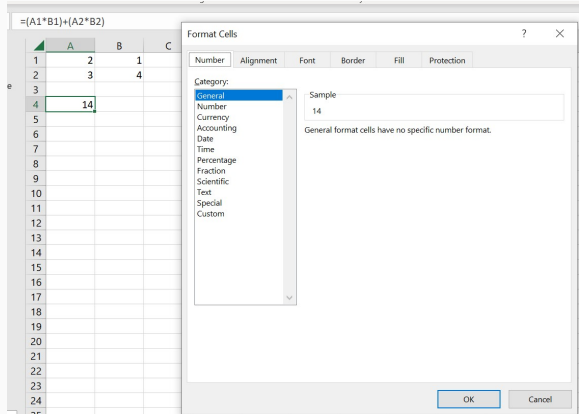 =(A1*B1)+(A2*B2)
A B C
1 2 1
2 3 4
3
4 14
5
6
7
8
9
10
11
12
13
14
15
16
17
18
19
20
21
22
23
24
Format Cells ? ×
Number Alignment Font Border Fill Protection
Category:
General
Number
Currency
Accounting
Date
Time
Percentage
Fraction
Scientific
Text
Special
Custom
Sample
14
General format cells have no specific number format.
OK Cancel